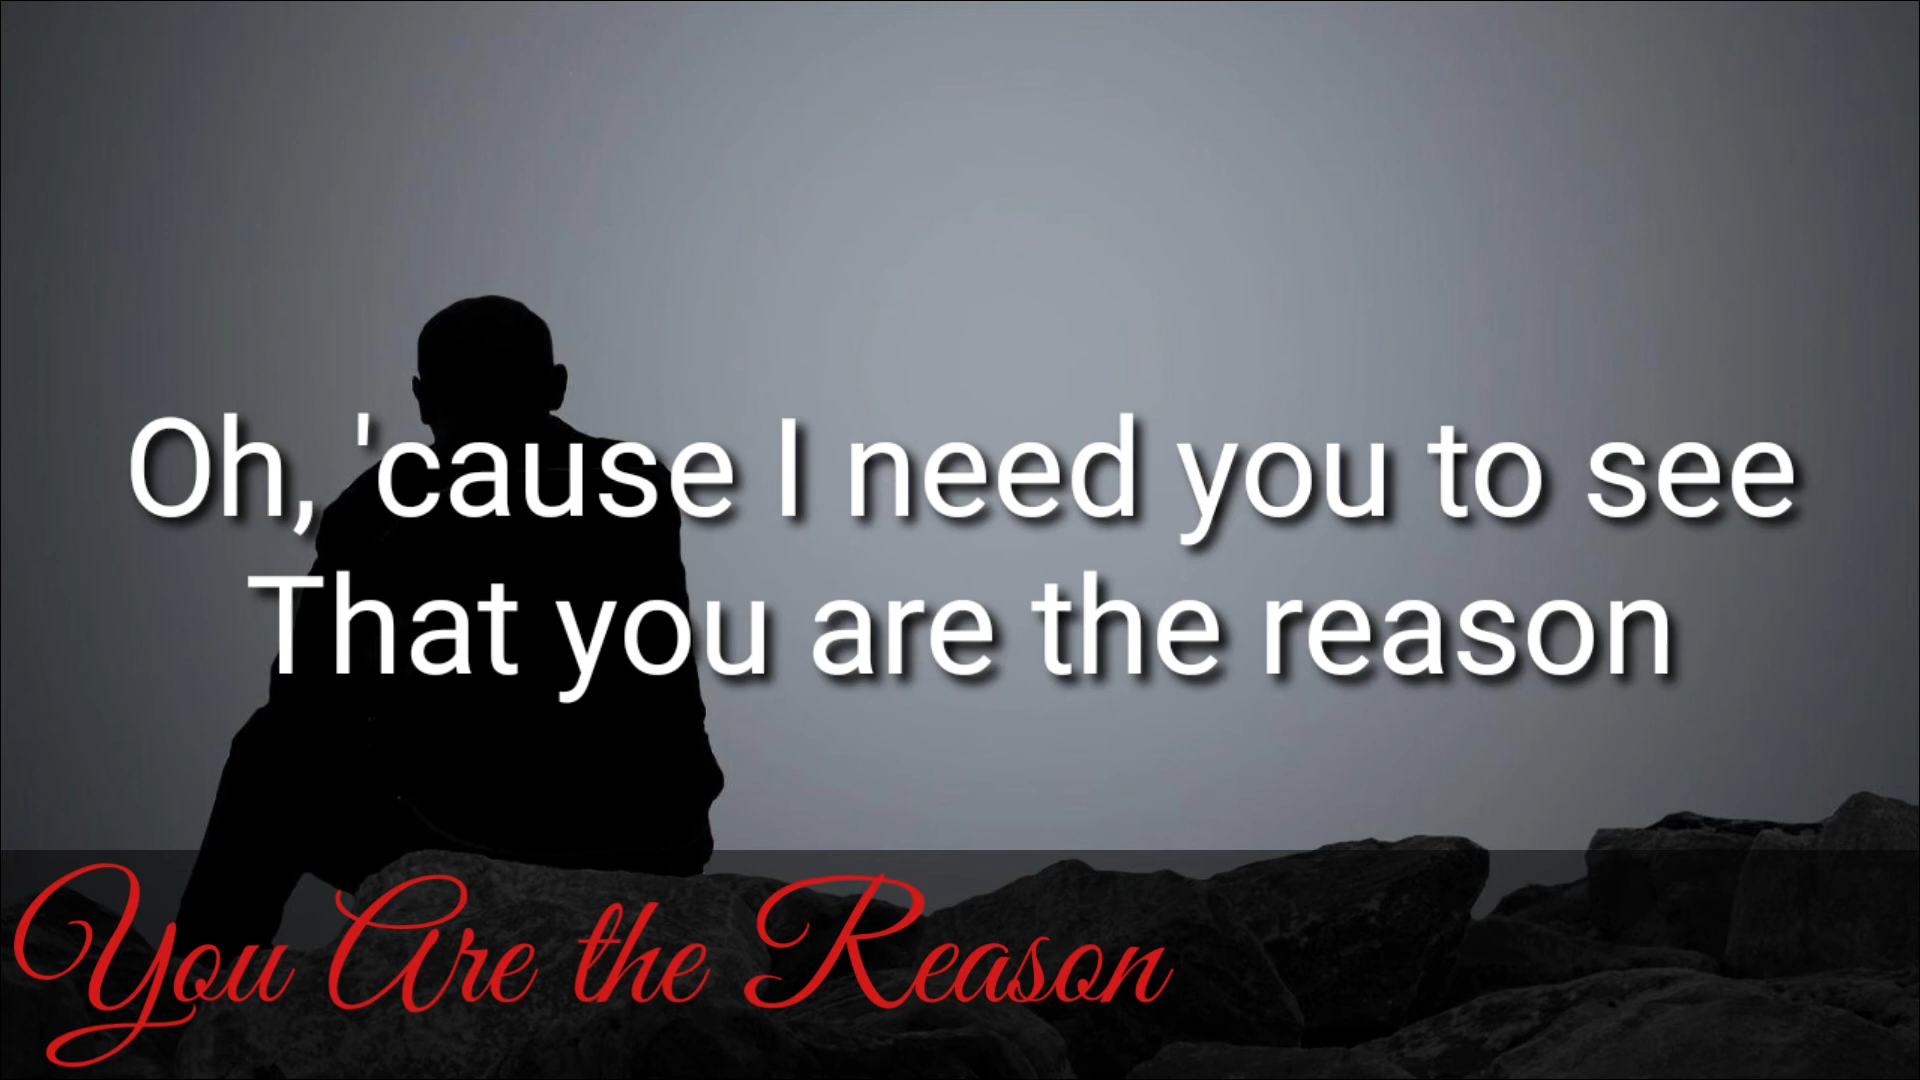 Oh, 'cause I need you to see
That you are the reason
You Are the Reason